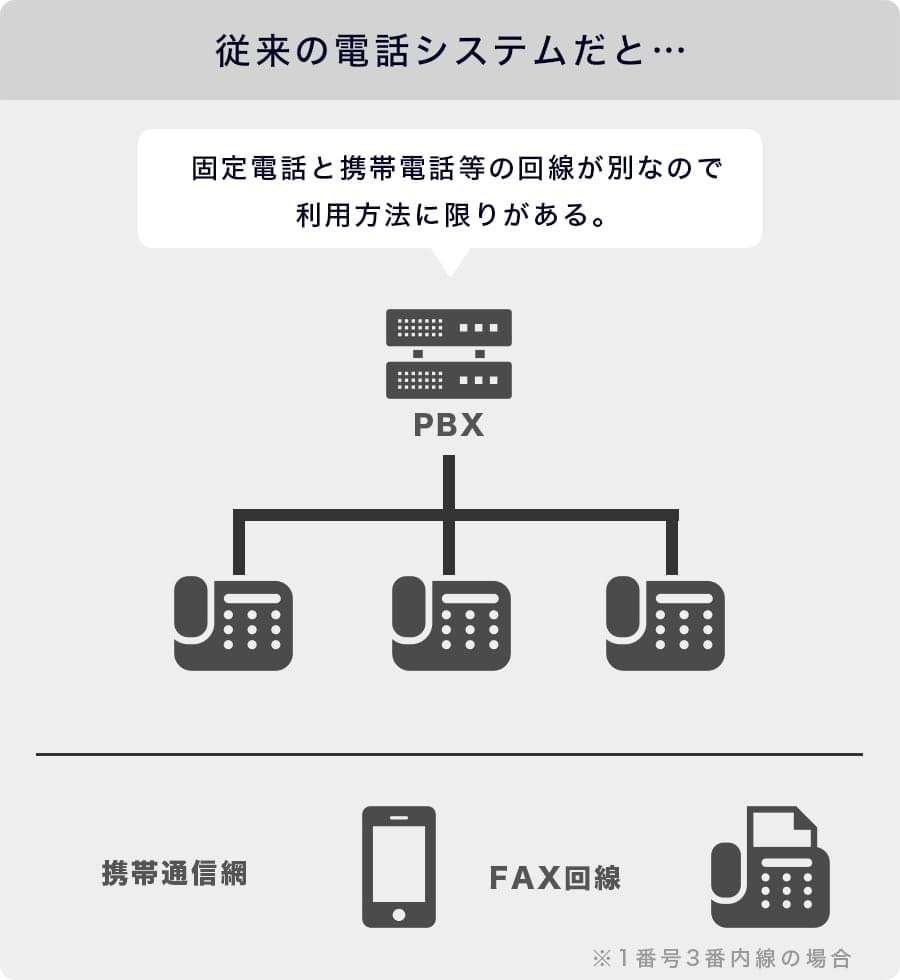 従来の電話システムだと…
固定電話と携帯電話等の回線が別なので
利用方法に限りがある。
PBX
携帯通信網
FAX回線
※1番号3番内線の場合